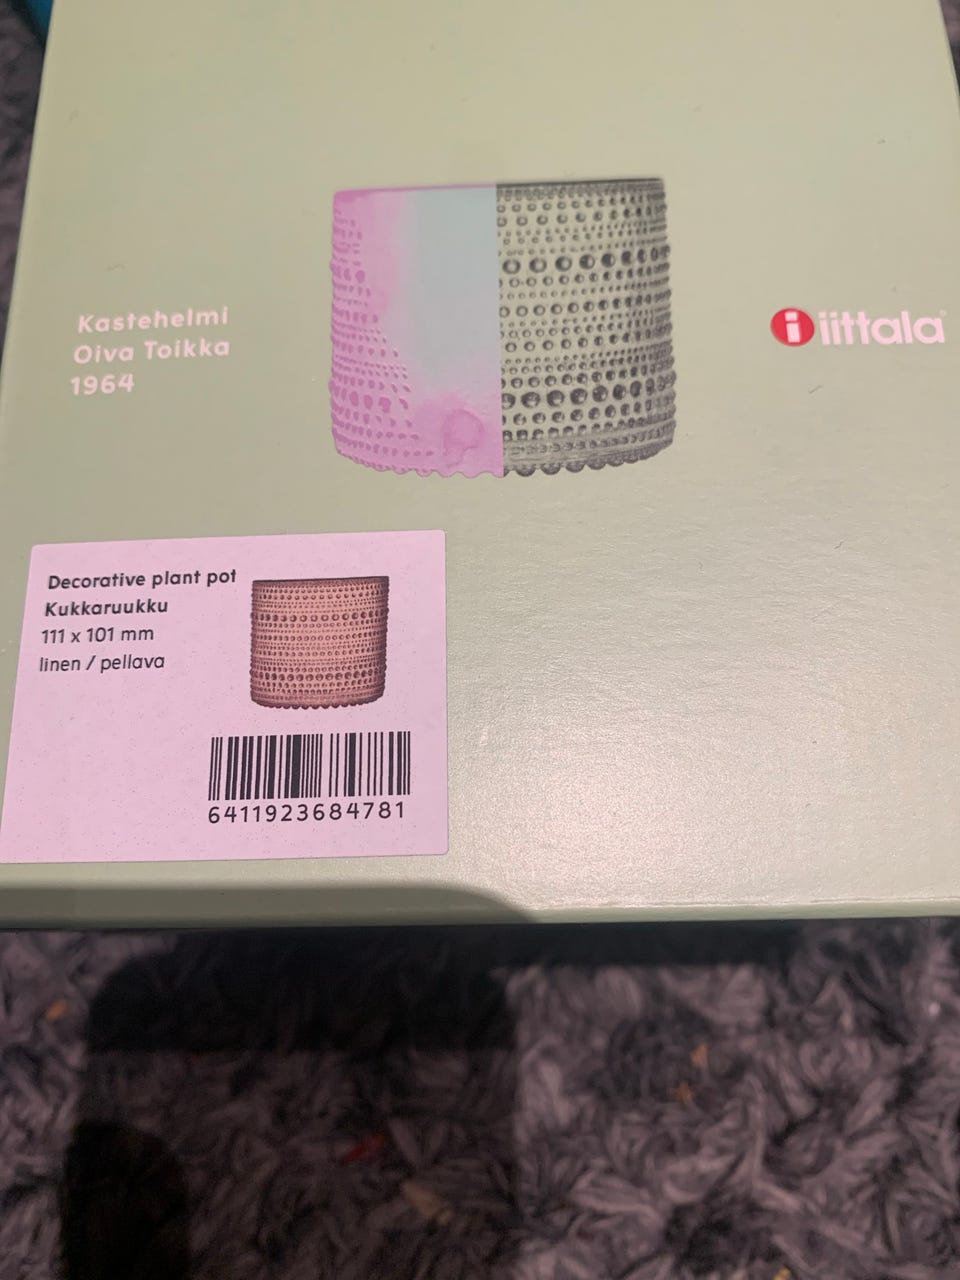 Kastehelmi
Oiva Toikka
1964
i iittala
Decorative plant pot
Kukkaruukku
111 x 101 mm
linen / pellava
6411923684781